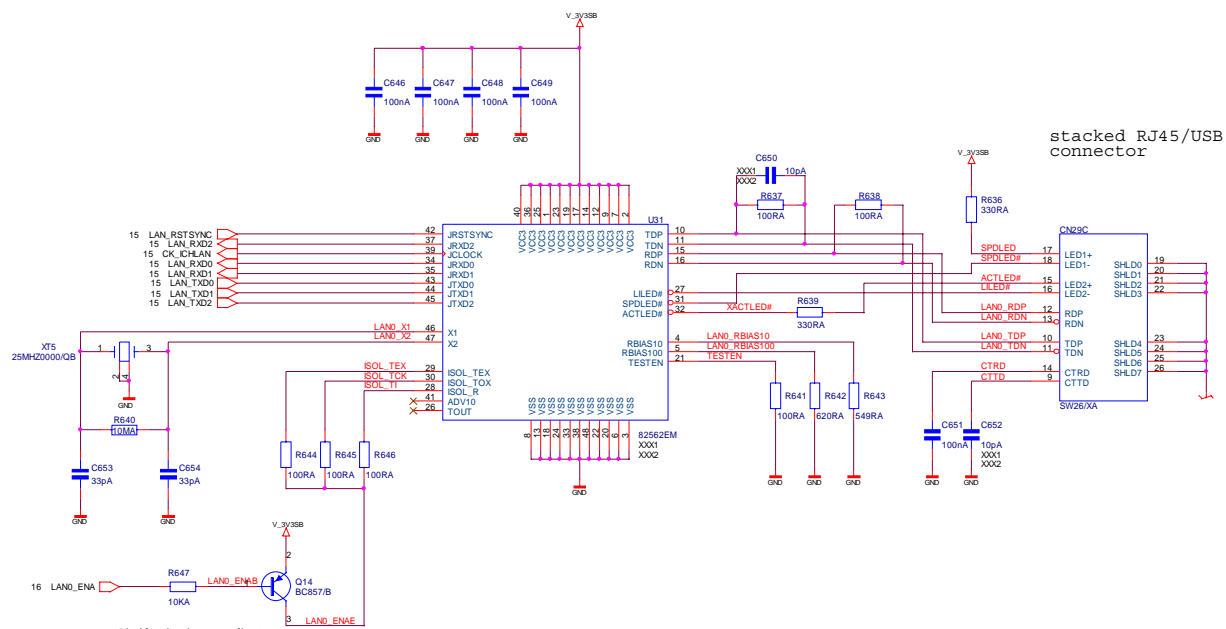 V_3V3SB
C646
100nA
C647
100nA
C648
100nA
C649
100nA
GND
GND
GND
GND
stacked RJ45/USB
connector
V_3V3SB
C650
XXX1
XXX2
10pA
R637
100RA
R638
100RA
R636
330RA
40 36 25 1 23 19 17 14 12 9 7 2
VCC3 VCC3 VCC3 VCC3 VCC3 VCC3 VCC3 VCC3 VCC3 VCC3 VCC3 VCC3
U31
CN29C
15 LAN_RSTSYNC
15 LAN_RXD2
15 CK_ICHLAN
15 LAN_RXD0
15 LAN_RXD1
15 LAN_TXD0
15 LAN_TXD1
15 LAN_TXD2
42 JRSTSYNC
37 JRXD2
39 JCLOCK
34 JRXD0
35 JRXD1
43 JTXD0
44 JTXD1
45 JTXD2
LAN0_X1 46 X1
LAN0_X2 47 X2
ISOL_TEX 29 ISOL_TEX
ISOL_TCK 30 ISOL_TOX
ISOL_TI 28 ISOL_R
41 ADV10
26 TOUT
TDP 10
TDN 11
RDP 15
RDN 16
LILED# 27
SPDLED# 31
ACTLED# 32
RBIAS10 4 LAN0_RBIAS10
RBIAS100 5 LAN0_RBIAS100
TESTEN 21 TESTEN
XACTLED#
R639
330RA
SPDLED 17 LED1+
SPDLED# 18 LED1-
ACTLED# 15 LED2+
LILED# 16 LED2-
LAN0_RDP 12 RDP
LAN0_RDN 13 RDN
LAN0_TDP 10 TDP
LAN0_TDN 11 TDN
CTRD 14 CTRD
CTTD 9 CTTD
SHLD0 19
SHLD1 20
SHLD2 21
SHLD3 22
SHLD4 23
SHLD5 24
SHLD6 25
SHLD7 26
SW26/XA
XT5
25MHZ0000/QB
1 3
2 4
GND
R640
10MA
C653
33pA
C654
33pA
GND
GND
R644
100RA
R645
100RA
R646
100RA
VSS VSS VSS VSS VSS VSS VSS VSS VSS VSS VSS
8 13 18 24 33 38 48 22 20 6 3
82562EM
XXX1
XXX2
GND
R641
100RA
R642
620RA
R643
549RA
GND
GND
GND
C651
100nA
C652
10pA
XXX1
XXX2
GND
GND
V_3V3SB
2
16 LAN0_ENA
R647
10KA
LAN0_ENAB
1
Q14
BC857/B
3 LAN0_ENAE